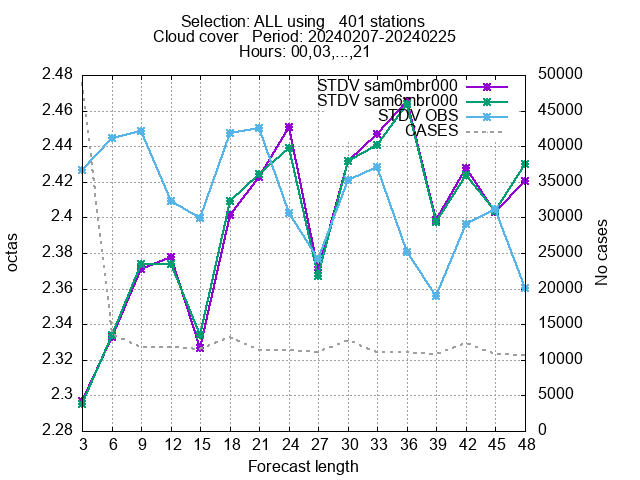 Selection: ALL using   401 stations
Cloud cover   Period: 20240207-20240225
Hours: 00,03,...,21
STDV sam0mbr000
STDV sam6mbr000
STDV OBS
CASES
2.48
2.46
2.44
2.42
2.4
2.38
2.36
2.34
2.32
2.3
2.28
octas
50000
45000
40000
35000
30000
25000
20000
15000
10000
5000
0
No cases
3 6 9 12 15 18 21 24 27 30 33 36 39 42 45 48
Forecast length